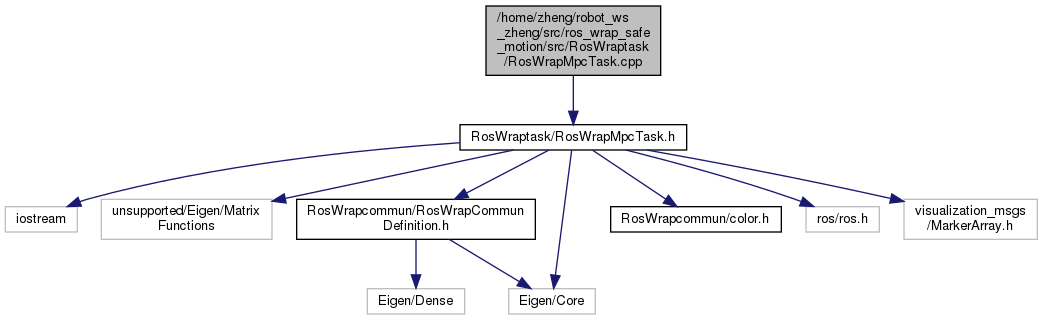 /home/zheng/robot_ws
_zheng/src/ros_wrap_safe
_motion/src/RosWraptask
/RosWrapMpcTask.cpp
RosWraptask/RosWrapMpcTask.h
iostream
unsupported/Eigen/Matrix
Functions
RosWrapcommun/RosWrapCommun
Definition.h
RosWrapcommun/color.h
ros/ros.h
visualization_msgs
/MarkerArray.h
Eigen/Dense
Eigen/Core